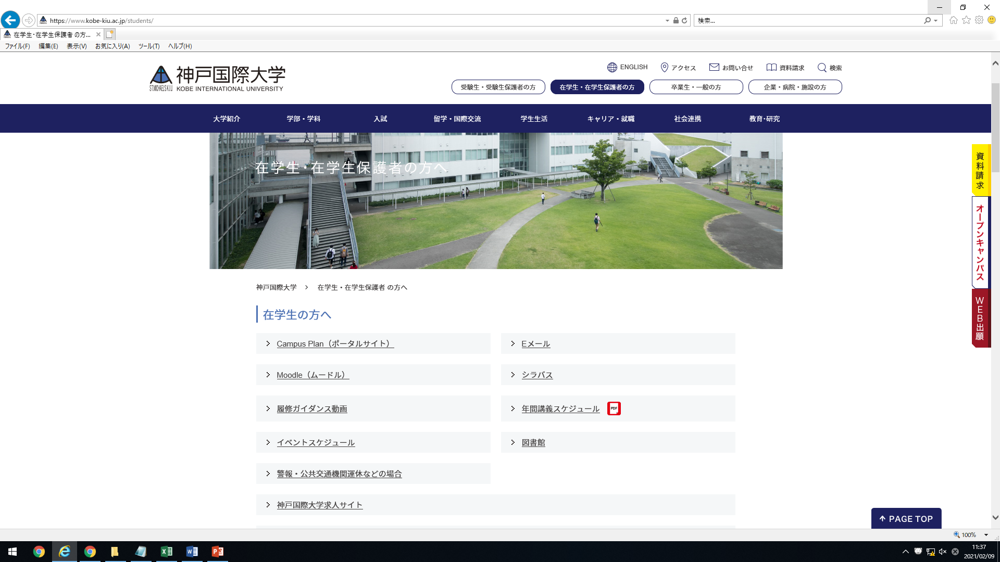 https://www.kobe-kiu.ac.jp/students/
検索...
在学生･在学生保護者 の方...
ファイル(F) 編集(E) 表示(V) お気に入り(A) ツール(T) ヘルプ(H)
神戸国際大学
ST.MICHAEL'S KIU KOBE INTERNATIONAL UNIVERSITY
ENGLISH アクセス お問い合せ 資料請求 検索
受験生・受験生保護者の方 在学生・在学生保護者の方 卒業生・一般の方 企業・病院・施設の方
大学紹介 学部・学科 入試 留学・国際交流 学生生活 キャリア・就職 社会連携 教育･研究
在学生･在学生保護者の方へ
資料請求
オープンキャンパス
WEB出願
神戸国際大学 > 在学生・在学生保護者 の方へ
在学生の方へ
Campus Plan（ポータルサイト）
Eメール
Moodle（ムードル）
シラバス
履修ガイダンス動画
年間講義スケジュール PDF
イベントスケジュール
図書館
警報・公共交通機関運休などの場合
神戸国際大学求人サイト
PAGE TOP
100%
11:37
2021/02/09